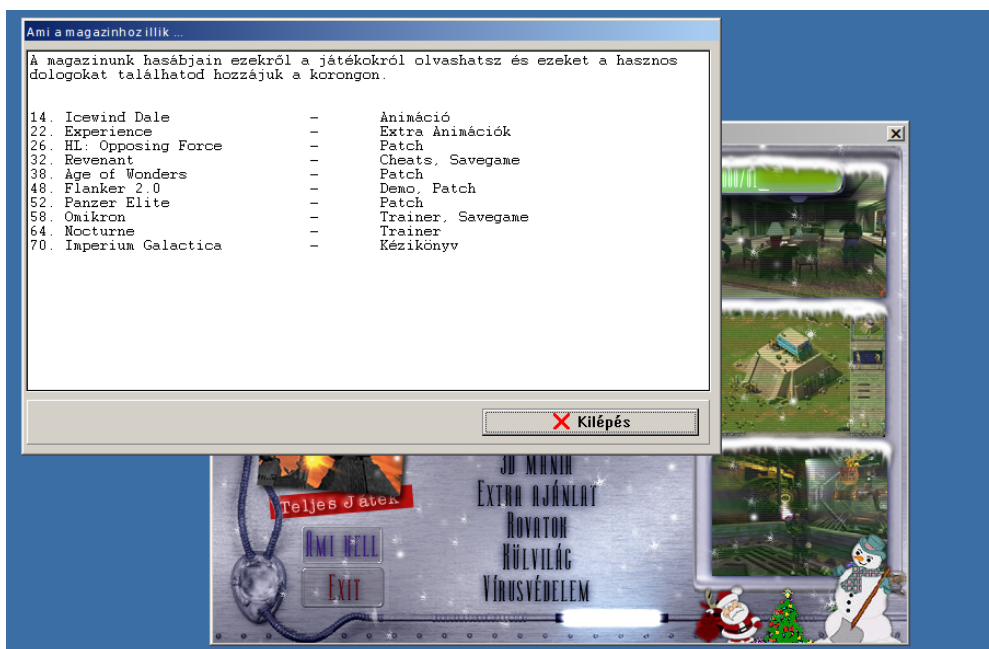 Ami a magazinhoz illik ...
A magazinunk hasábjain ezekről a játékokról olvashatsz és ezeket a hasznos
dologokat találhatod hozzájuk a korongon.
14. Icewind Dale – Animáció
22. Experience – Extra Animációk
26. HL: Opposing Force – Patch
32. Revenant – Cheats, Savegame
38. Age of Wonders – Patch
48. Flanker 2.0 – Demo, Patch
52. Panzer Elite – Patch
58. Omikron – Trainer, Savegame
64. Nocturne – Trainer
70. Imperium Galactica – Kézikönyv
Kilépés
000/01_
3D MÁNIA
Teljes Játék
EXTRA AJÁNLAT
ROVATOK
AMI KELL
KÜLVILÁG
EXIT
VÍRUSVÉDELEM